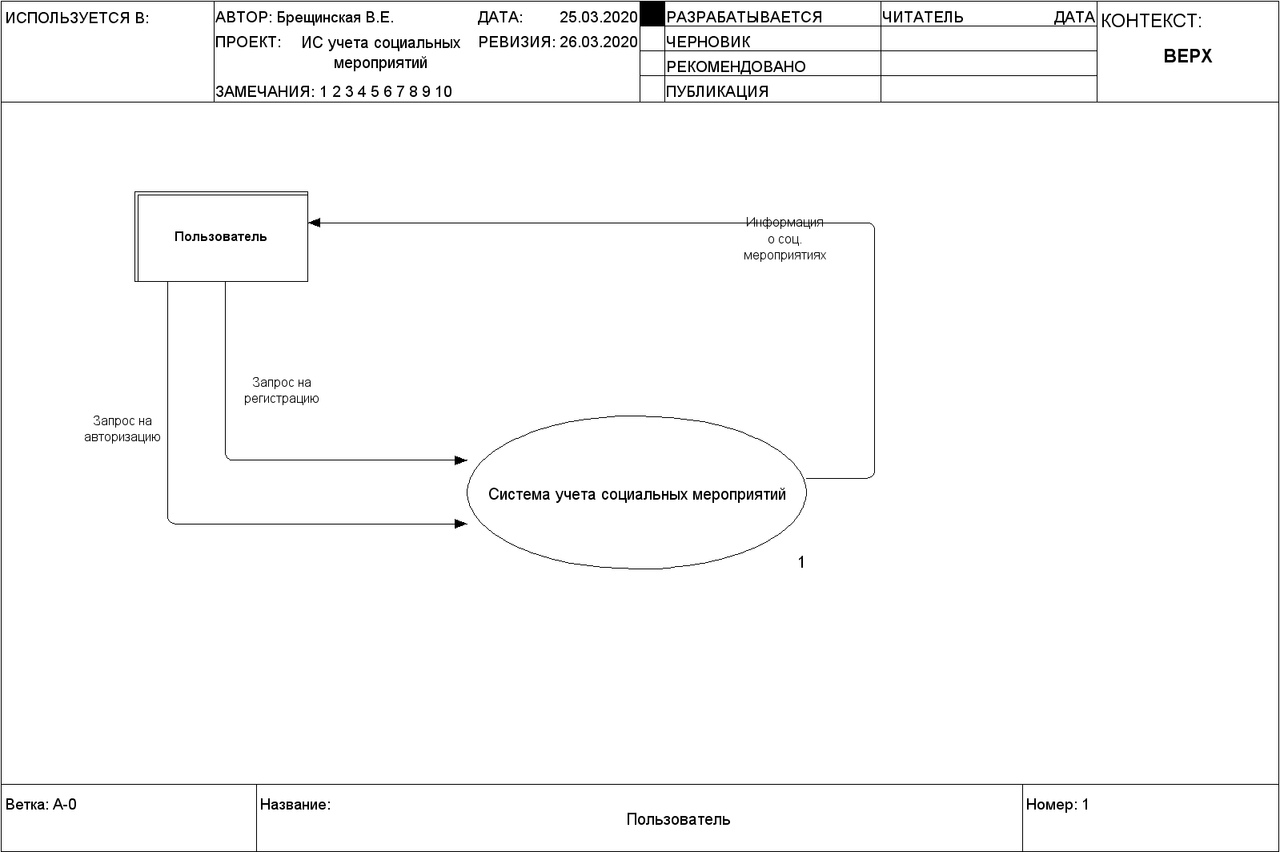 ИСПОЛЬЗУЕТСЯ В:
АВТОР: Брещинская В.Е.
ДАТА: 25.03.2020
ПРОЕКТ: ИС учета социальных
мероприятий
РЕВИЗИЯ: 26.03.2020
ЗАМЕЧАНИЯ: 1 2 3 4 5 6 7 8 9 10
РАЗРАБАТЫВАЕТСЯ
ЧЕРНОВИК
РЕКОМЕНДОВАНО
ПУБЛИКАЦИЯ
ЧИТАТЕЛЬ
ДАТА
КОНТЕКСТ:
ВЕРХ
Пользователь
Информация
о соц.
мероприятиях
Запрос на
регистрацию
Запрос на
авторизацию
Система учета социальных мероприятий
1
Ветка: A-0
Название:
Пользователь
Номер: 1